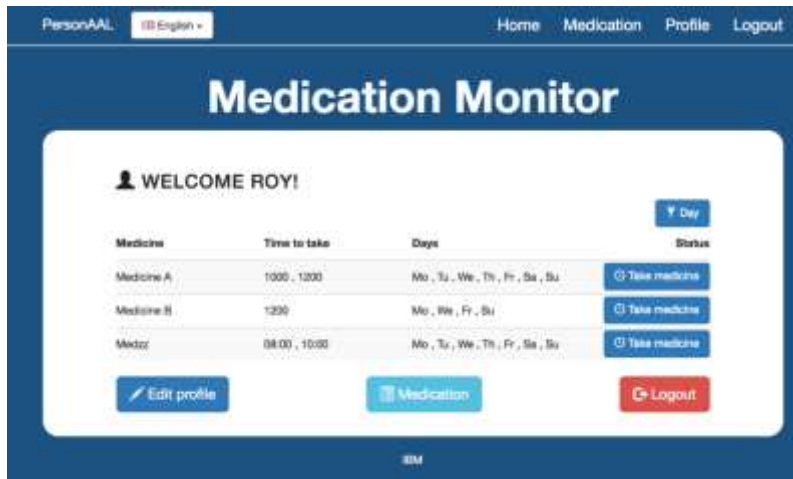 PersonAAL English Home Medication Profile Logout
Medication Monitor
WELCOME ROY!
Day
Medicine Time to take Days Status
Medicine A 1000 , 1200 Mo , Tu , We , Th , Fr , Sa , Su Take medicine
Medicine B 1200 Mo , We , Fr , Su Take medicine
Medzz 08:00 , 10:00 Mo , Tu , We , Th , Fr , Sa , Su Take medicine
Edit profile Medication Logout
IBM